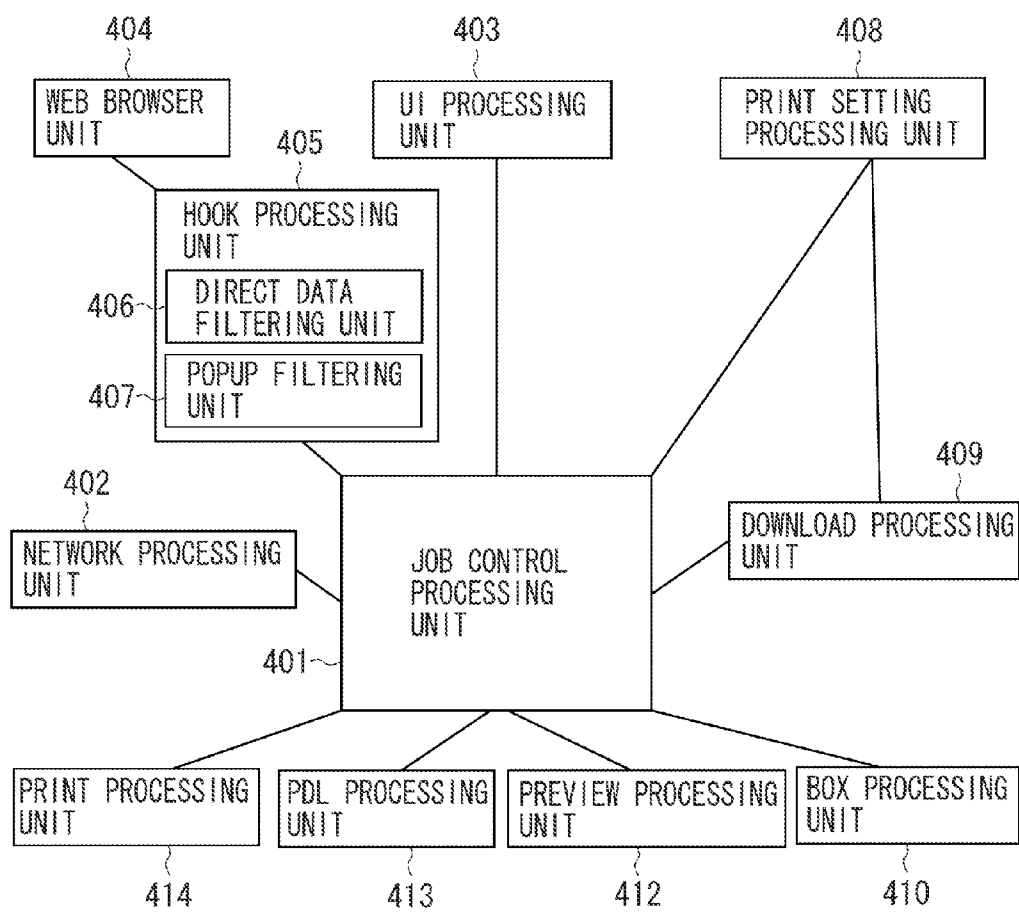 404
403
408
WEB BROWSER
UNIT
UI PROCESSING
UNIT
PRINT SETTING
PROCESSING UNIT
405
HOOK PROCESSING
UNIT
406
DIRECT DATA
FILTERING UNIT
407
POPUP FILTERING
UNIT
402
NETWORK PROCESSING
UNIT
409
DOWNLOAD PROCESSING
UNIT
JOB CONTROL
PROCESSING
UNIT
401
PRINT PROCESSING
UNIT
PDL PROCESSING
UNIT
PREVIEW PROCESSING
UNIT
BOX PROCESSING
UNIT
414
413
412
410